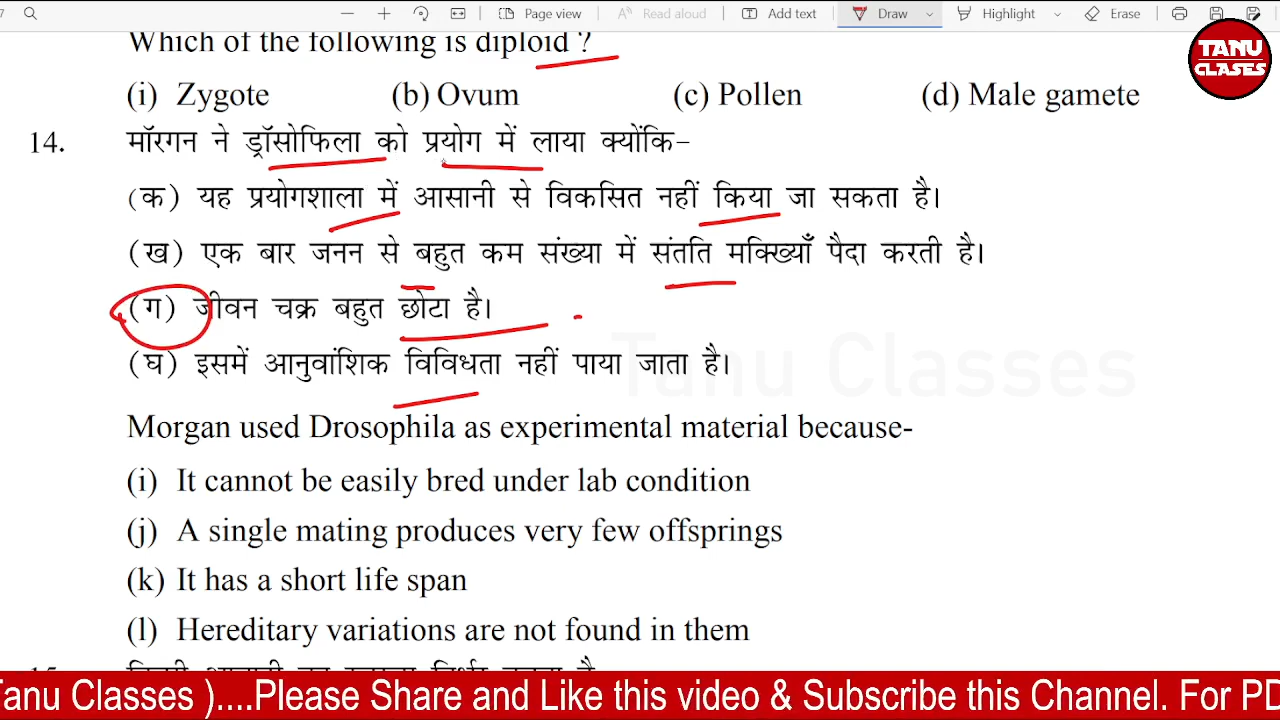 Page view Read aloud Add text Draw Highlight Erase
TANU
CLASES
Which of the following is diploid ?
(i) Zygote (b) Ovum (c) Pollen (d) Male gamete
14. मॉरगन ने ड्रॉसोफिला को प्रयोग में लाया क्योंकि–
(क) यह प्रयोगशाला में आसानी से विकसित नहीं किया जा सकता है।
(ख) एक बार जनन से बहुत कम संख्या में संतति मक्खियाँ पैदा करती है।
(ग) जीवन चक्र बहुत छोटा है।
(घ) इसमें आनुवांशिक विविधता नहीं पाया जाता है।
Tanu Classes
Morgan used Drosophila as experimental material because-
(i) It cannot be easily bred under lab condition
(j) A single mating produces very few offsprings
(k) It has a short life span
(l) Hereditary variations are not found in them
Tanu Classes )....Please Share and Like this video & Subscribe this Channel. For PD